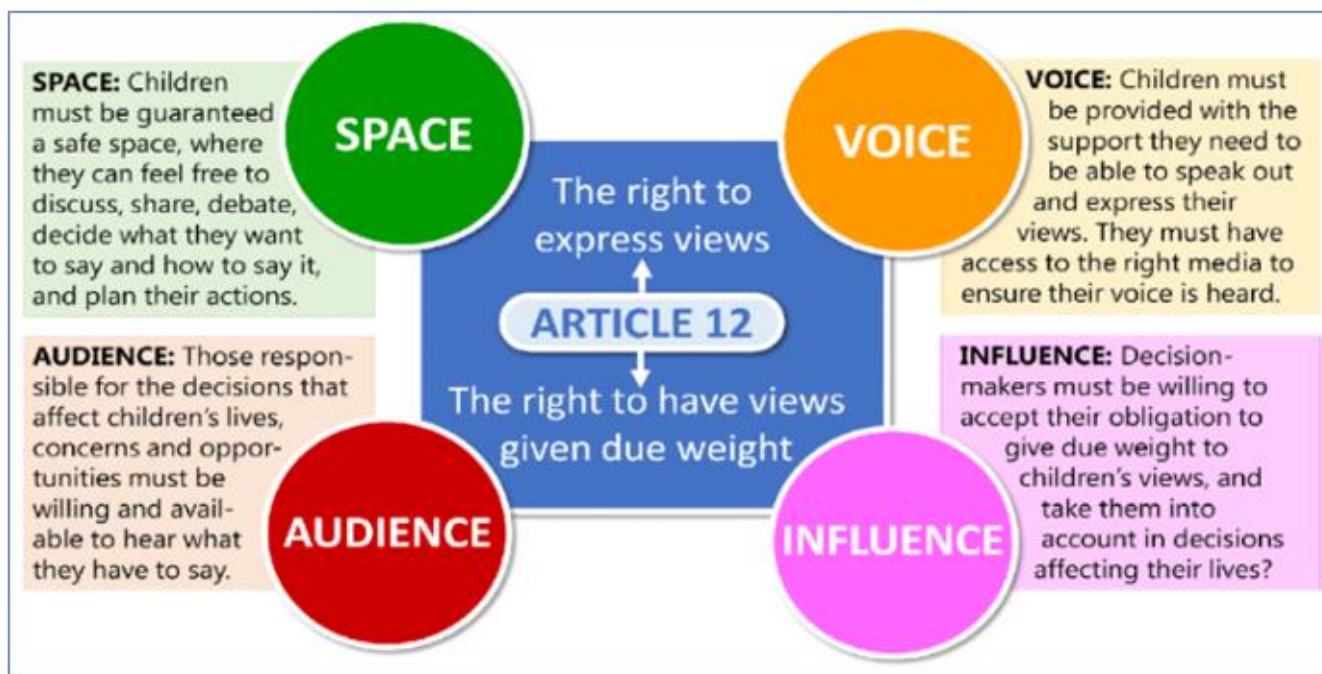 SPACE: Children
must be guaranteed
a safe space, where
they can feel free to
discuss, share, debate,
decide what they want
to say and how to say it,
and plan their actions.
SPACE
VOICE
VOICE: Children must
be provided with the
support they need to
be able to speak out
and express their
views. They must have
access to the right media to
ensure their voice is heard.
The right to
express views
ARTICLE 12
The right to have views
given due weight
AUDIENCE: Those respon-
sible for the decisions that
affect children's lives,
concerns and oppor-
tunities must be
willing and avail-
able to hear what
they have to say.
AUDIENCE
INFLUENCE
INFLUENCE: Decision-
makers must be willing to
accept their obligation to
give due weight to
children's views, and
take them into
account in decisions
affecting their lives?